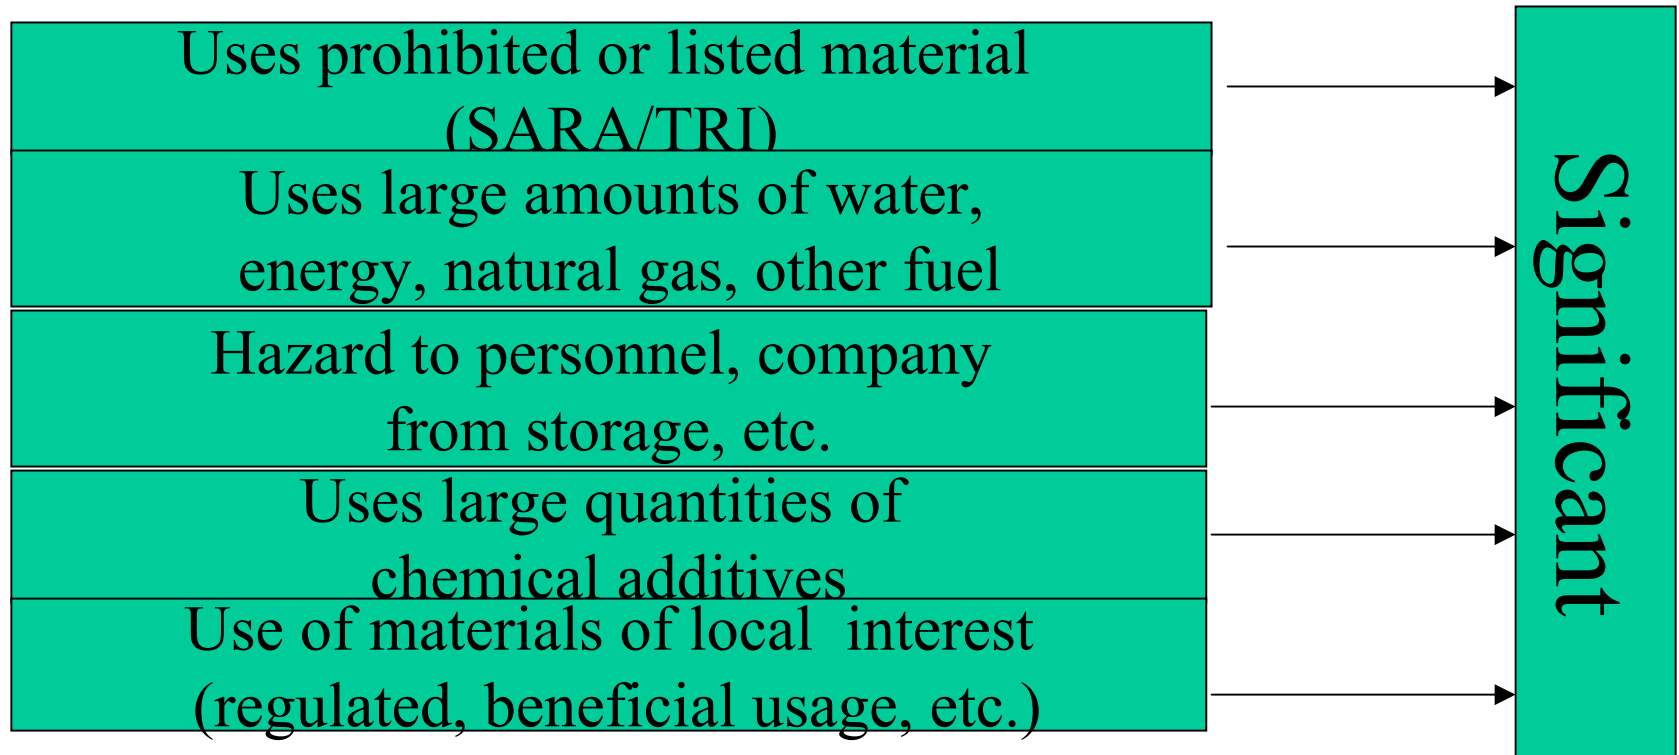 Uses prohibited or listed material
(SARA/TRI)
Uses large amounts of water,
energy, natural gas, other fuel
Hazard to personnel, company
from storage, etc.
Uses large quantities of
chemical additives
Use of materials of local interest
(regulated, beneficial usage, etc.)
Significant